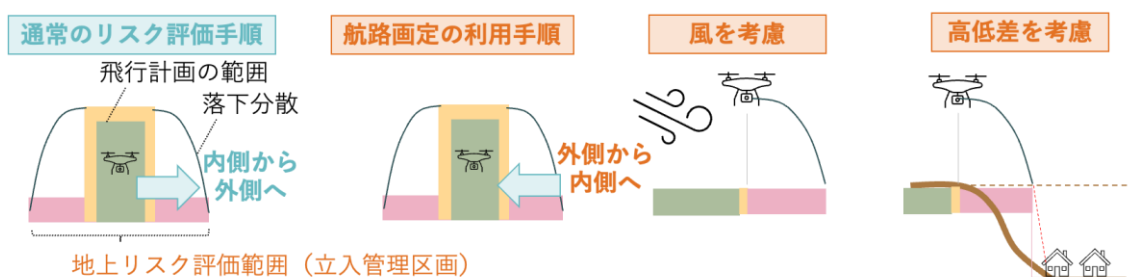 通常のリスク評価手順
飛行計画の範囲
落下分散
内側から
外側へ
地上リスク評価範囲（立入管理区画）
航路画定の利用手順
外側から
内側へ
風を考慮
高低差を考慮